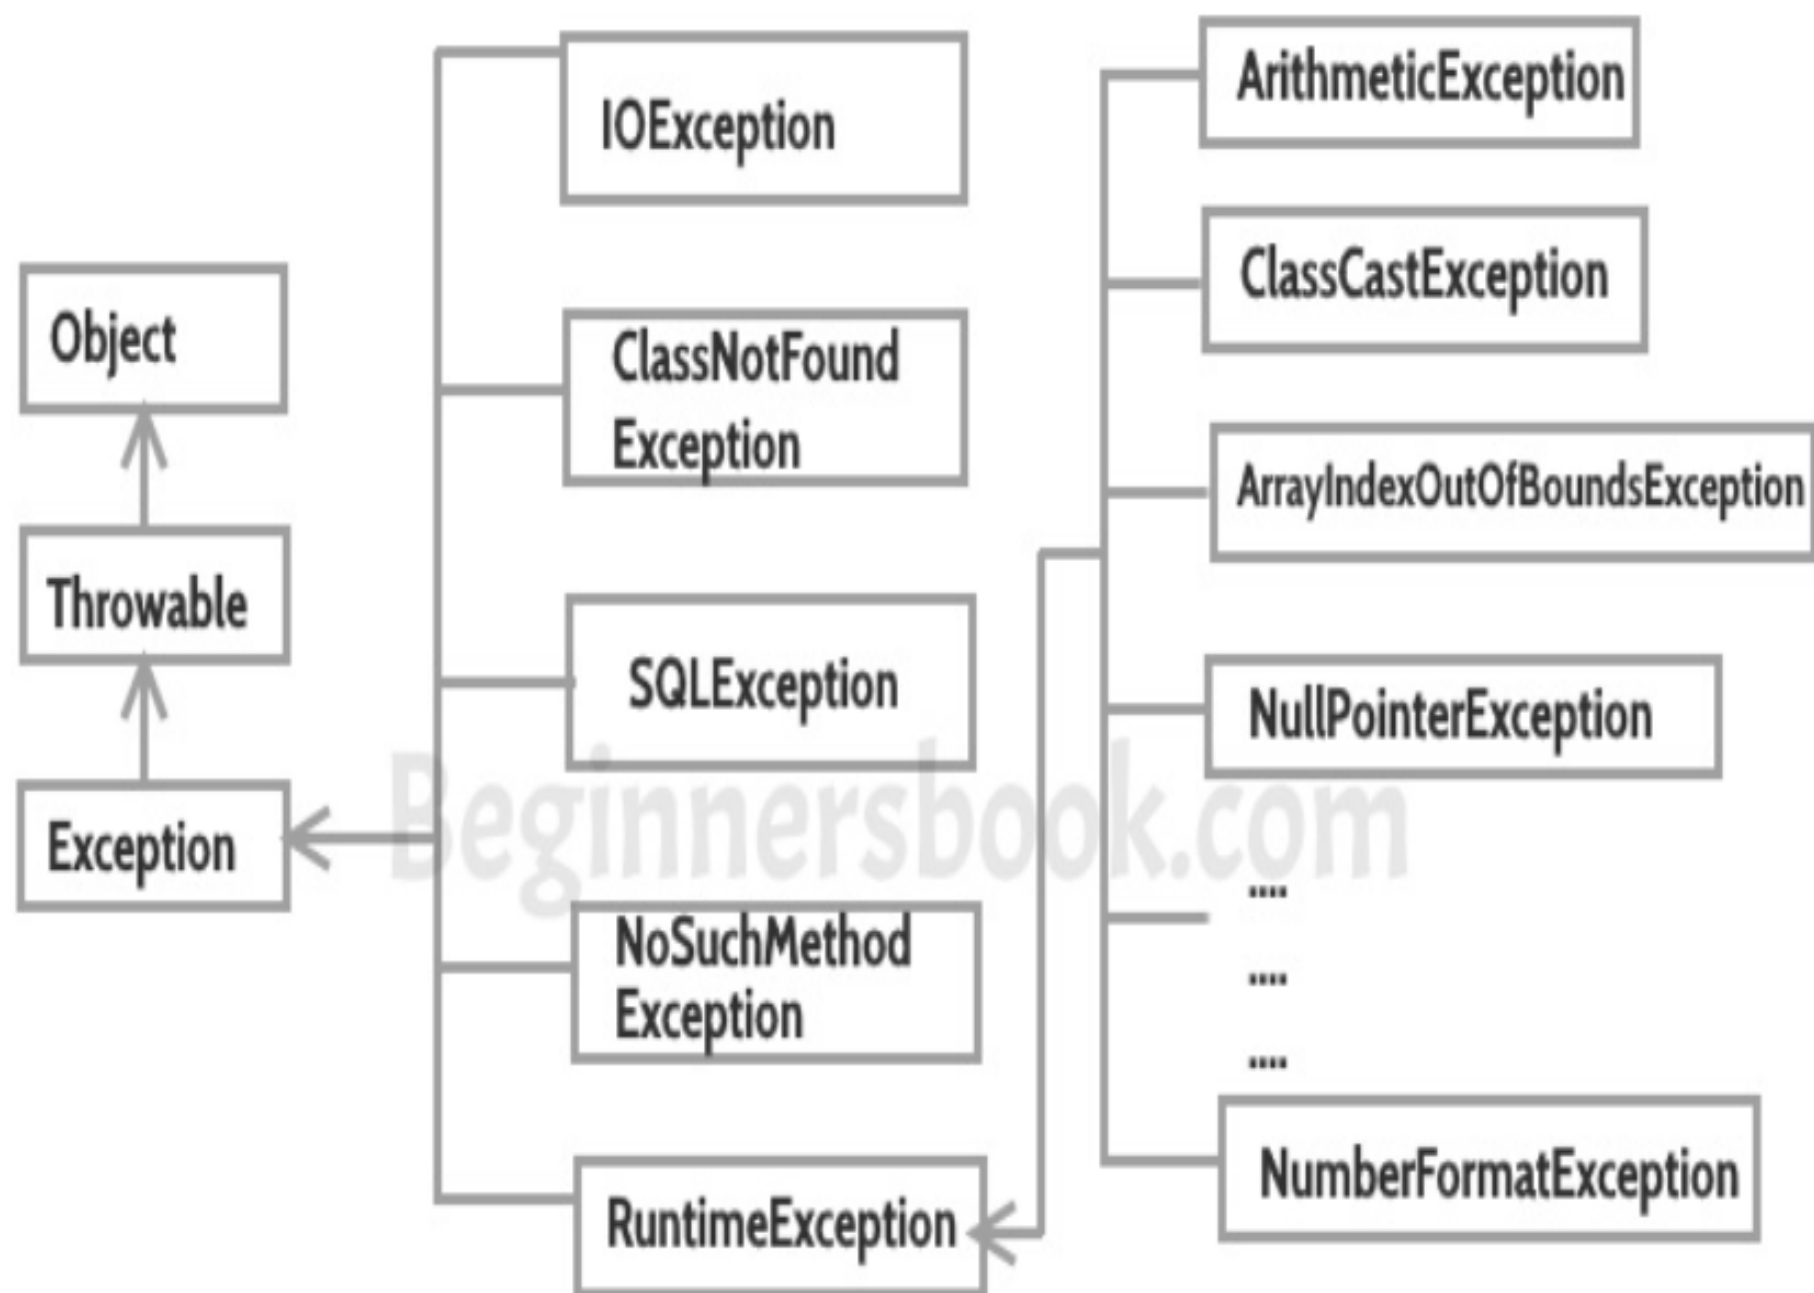 Object
Throwable
Exception
IOException
ClassNotFound
Exception
SQLException
NoSuchMethod
Exception
RuntimeException
ArithmeticException
ClassCastException
ArrayIndexOutOfBoundsException
NullPointerException
....
....
....
NumberFormatException
Beginnersbook.com